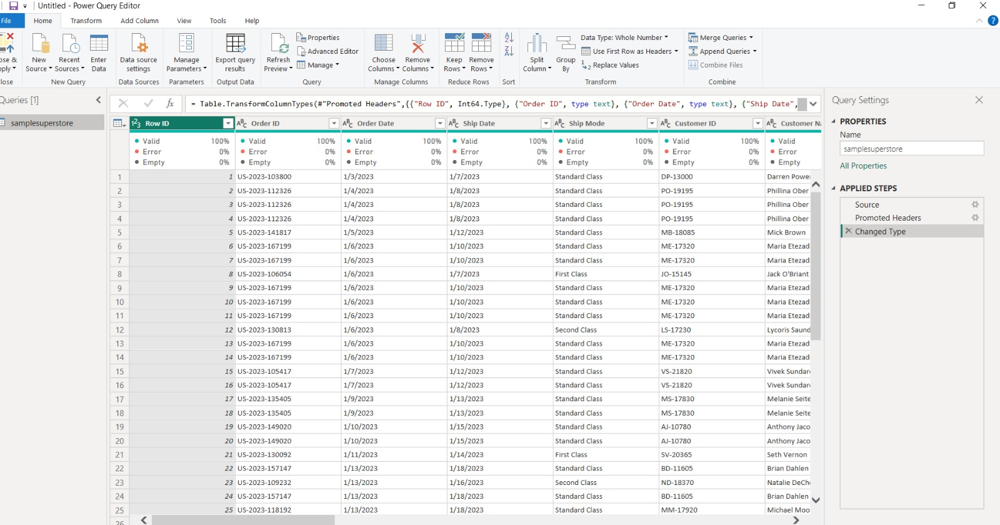 Untitled - Power Query Editor
File Home Transform Add Column View Tools Help
New Source Recent Sources Enter Data
New Query
Data source settings
Data Sources
Manage Parameters
Parameters
Export query results
Output Data
Refresh Preview
Properties
Advanced Editor
Manage
Query
Choose Columns Remove Columns
Manage Columns
Keep Rows Remove Rows
Reduce Rows
Sort
Split Column Group By
Data Type: Whole Number
Use First Row as Headers
Replace Values
Transform
Merge Queries
Append Queries
Combine Files
Combine
Queries [1]
samplesuperstore
fx = Table.TransformColumnTypes(#"Promoted Headers",{{"Row ID", Int64.Type}, {"Order ID", type text}, {"Order Date", type text}, {"Ship Date",
Row ID Order ID Order Date Ship Date Ship Mode Customer ID Customer
Valid 100% Valid 100% Valid 100% Valid 100% Valid 100% Valid 100% Valid
Error 0% Error 0% Error 0% Error 0% Error 0% Error 0% Error
Empty 0% Empty 0% Empty 0% Empty 0% Empty 0% Empty 0% Empty
1 1 US-2023-103800 1/3/2023 1/7/2023 Standard Class DP-13000 Darren Powe
2 2 US-2023-112326 1/4/2023 1/8/2023 Standard Class PO-19195 Phillina Ober
3 3 US-2023-112326 1/4/2023 1/8/2023 Standard Class PO-19195 Phillina Ober
4 4 US-2023-112326 1/4/2023 1/8/2023 Standard Class PO-19195 Phillina Ober
5 5 US-2023-141817 1/5/2023 1/12/2023 Standard Class MB-18085 Mick Brown
6 6 US-2023-167199 1/6/2023 1/10/2023 Standard Class ME-17320 Maria Etezad
7 7 US-2023-167199 1/6/2023 1/10/2023 Standard Class ME-17320 Maria Etezad
8 8 US-2023-106054 1/6/2023 1/7/2023 First Class JO-15145 Jack O'Briant
9 9 US-2023-167199 1/6/2023 1/10/2023 Standard Class ME-17320 Maria Etezad
10 10 US-2023-167199 1/6/2023 1/10/2023 Standard Class ME-17320 Maria Etezad
11 11 US-2023-167199 1/6/2023 1/10/2023 Standard Class ME-17320 Maria Etezad
12 12 US-2023-130813 1/6/2023 1/8/2023 Second Class LS-17230 Lycoris Saund
13 13 US-2023-167199 1/6/2023 1/10/2023 Standard Class ME-17320 Maria Etezad
14 14 US-2023-167199 1/6/2023 1/10/2023 Standard Class ME-17320 Maria Etezad
15 15 US-2023-105417 1/7/2023 1/12/2023 Standard Class VS-21820 Vivek Sundar
16 16 US-2023-105417 1/7/2023 1/12/2023 Standard Class VS-21820 Vivek Sundar
17 17 US-2023-135405 1/9/2023 1/13/2023 Standard Class MS-17830 Melanie Seite
18 18 US-2023-135405 1/9/2023 1/13/2023 Standard Class MS-17830 Melanie Seite
19 19 US-2023-149020 1/10/2023 1/15/2023 Standard Class AJ-10780 Anthony Jaco
20 20 US-2023-149020 1/10/2023 1/15/2023 Standard Class AJ-10780 Anthony Jaco
21 21 US-2023-130092 1/11/2023 1/14/2023 First Class SV-20365 Seth Vernon
22 22 US-2023-157147 1/13/2023 1/18/2023 Standard Class BD-11605 Brian Dahlen
23 23 US-2023-109232 1/13/2023 1/16/2023 Second Class ND-18370 Natalie DeCh
24 24 US-2023-157147 1/13/2023 1/18/2023 Standard Class BD-11605 Brian Dahlen
25 25 US-2023-118192 1/13/2023 1/18/2023 Standard Class MM-17920 Michael Moo
26
Query Settings
PROPERTIES
Name
samplesuperstore
All Properties
APPLIED STEPS
Source
Promoted Headers
Changed Type